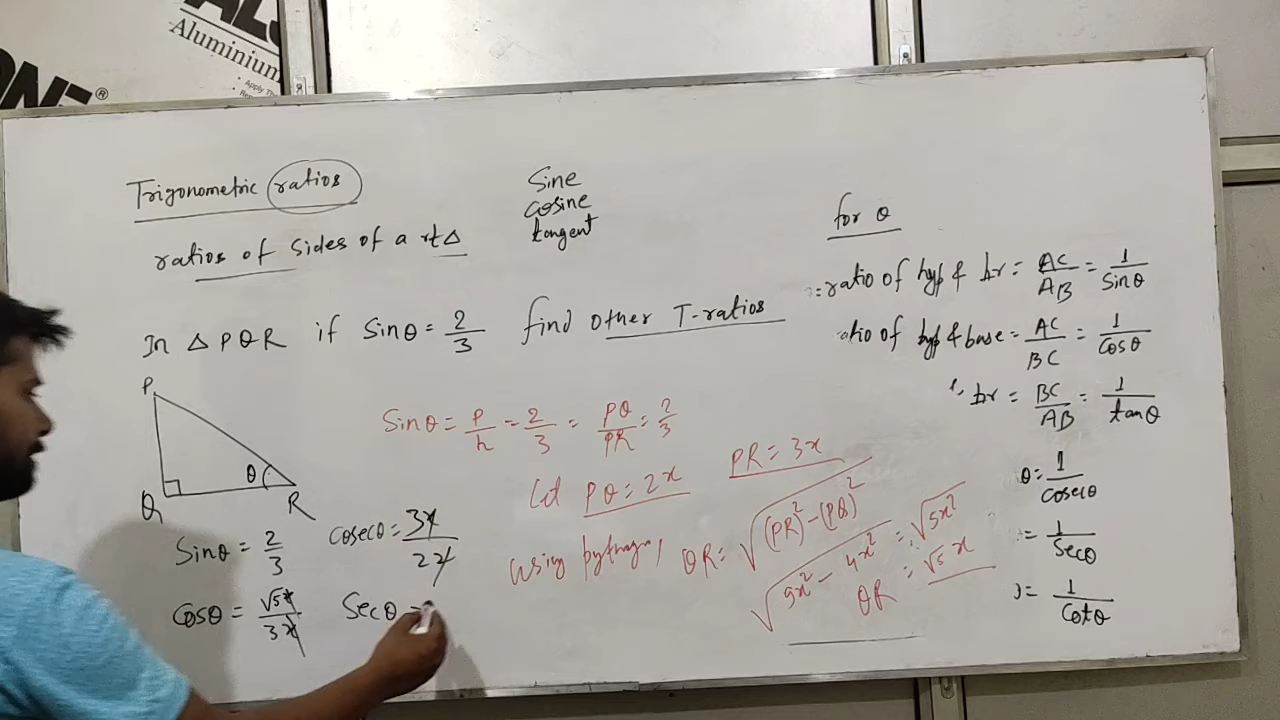 Aluminium
Trigonometric ratios
ratios of sides of a rt△
Sine
cosine
tangent
In △ PQR if Sinθ = 2/3 find other T-ratios
P
Q
R
θ
Sinθ = p/h = 2/3 = PQ/PR = 2/3
Let PQ = 2x PR = 3x
Using pythago, QR = √(PR)² - (PQ)²
√9x² - 4x² = √5x²
QR = √5 x
Sinθ = 2/3 cosecθ = 3x/2x
Cosθ = √5x/3x Secθ =
for θ
= ratio of hyp & br = AC/AB = 1/Sinθ
atio of hyp & base = AC/BC = 1/Cosθ
br = BC/AB = 1/tanθ
θ = 1/cosecθ
= 1/Secθ
= 1/Cotθ